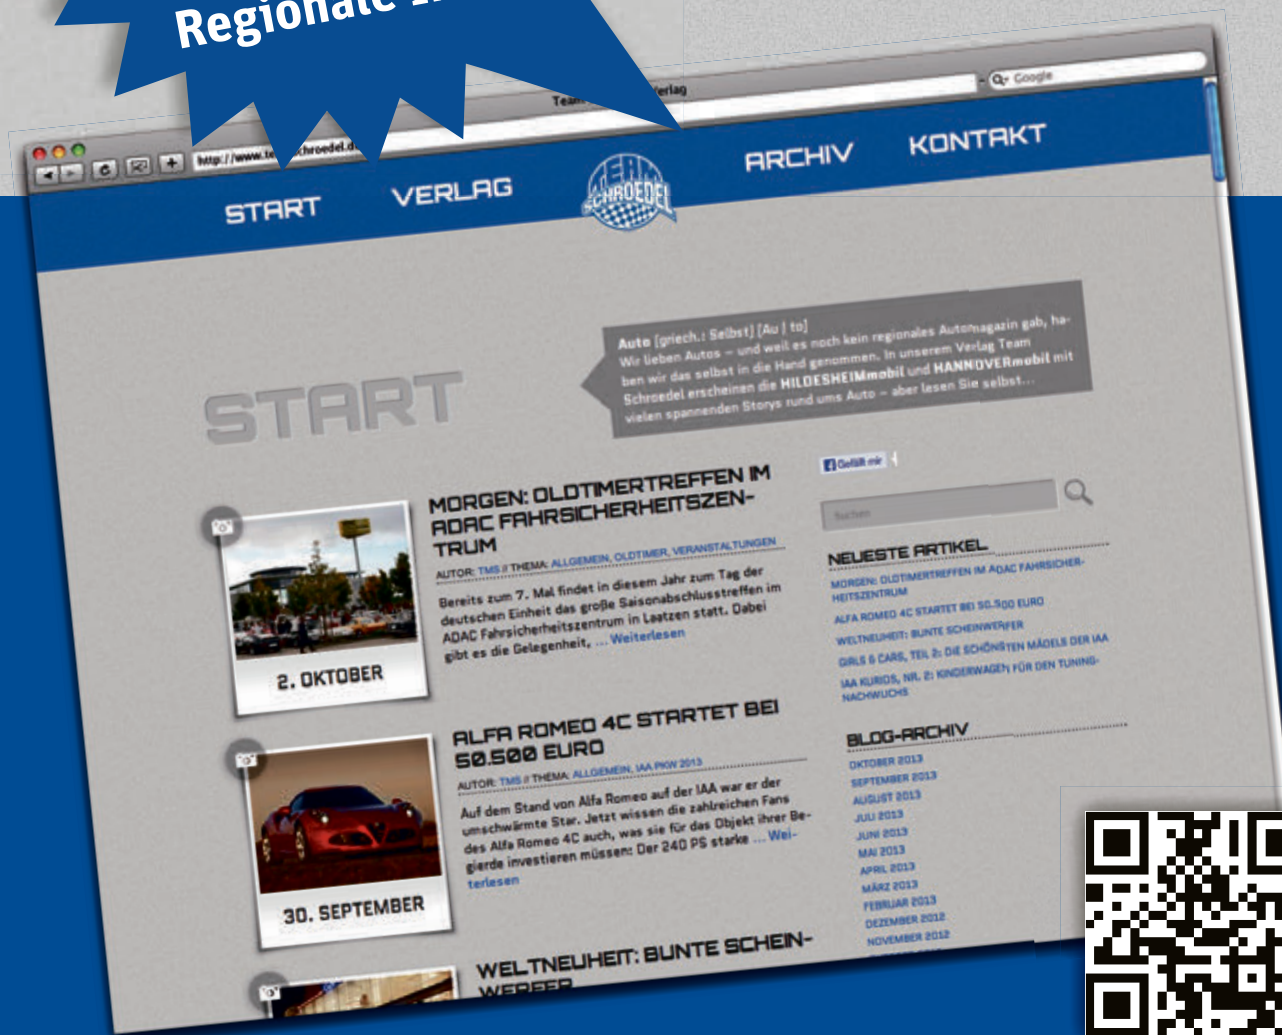 Regionale
Team
erlag
Google
http://www.te
chroedel.d
START
VERLAG
TEAM
SCHROEDEL
ARCHIV
KONTAKT
START
Auto [griech.: Selbst] [Au | to]
Wir lieben Autos – und weil es noch kein regionales Automagazin gab, ha-
ben wir das selbst in die Hand genommen. In unserem Verlag Team
Schroedel erscheinen die HILDESHEIMmobil und HANNOVERmobil mit
vielen spannenden Storys rund ums Auto – aber lesen Sie selbst...
MORGEN: OLDTIMERTREFFEN IM
ADAC FAHRSICHERHEITSZEN-
TRUM
AUTOR: TMS // THEMA: ALLGEMEIN, OLDTIMER, VERANSTALTUNGEN
Bereits zum 7. Mal findet in diesem Jahr zum Tag der
deutschen Einheit das große Saisonabschlusstreffen im
ADAC Fahrsicherheitszentrum in Laatzen statt. Dabei
gibt es die Gelegenheit, ... Weiterlesen
2. OKTOBER
ALFA ROMEO 4C STARTET BEI
50.500 EURO
AUTOR: TMS // THEMA: ALLGEMEIN, IAA PKW 2013
Auf dem Stand von Alfa Romeo auf der IAA war er der
umschwärmte Star. Jetzt wissen die zahlreichen Fans
des Alfa Romeo 4C auch, was sie für das Objekt ihrer Be-
gierde investieren müssen: Der 240 PS starke ... Wei-
terlesen
30. SEPTEMBER
WELTNEUHEIT: BUNTE SCHEIN-
WERFER
Gefällt mir
Suchen
NEUESTE ARTIKEL
MORGEN: OLDTIMERTREFFEN IM ADAC FAHRSICHER-
HEITSZENTRUM
ALFA ROMEO 4C STARTET BEI 50.500 EURO
WELTNEUHEIT: BUNTE SCHEINWERFER
GIRLS & CARS, TEIL 2: DIE SCHÖNSTEN MÄDELS DER IAA
IAA KURIOS, NR. 2: KINDERWAGEN FÜR DEN TUNING-
NACHWUCHS
BLOG-ARCHIV
OKTOBER 2013
SEPTEMBER 2013
AUGUST 2013
JULI 2013
JUNI 2013
MAI 2013
APRIL 2013
MÄRZ 2013
FEBRUAR 2013
DEZEMBER 2012
NOVEMBER 2012